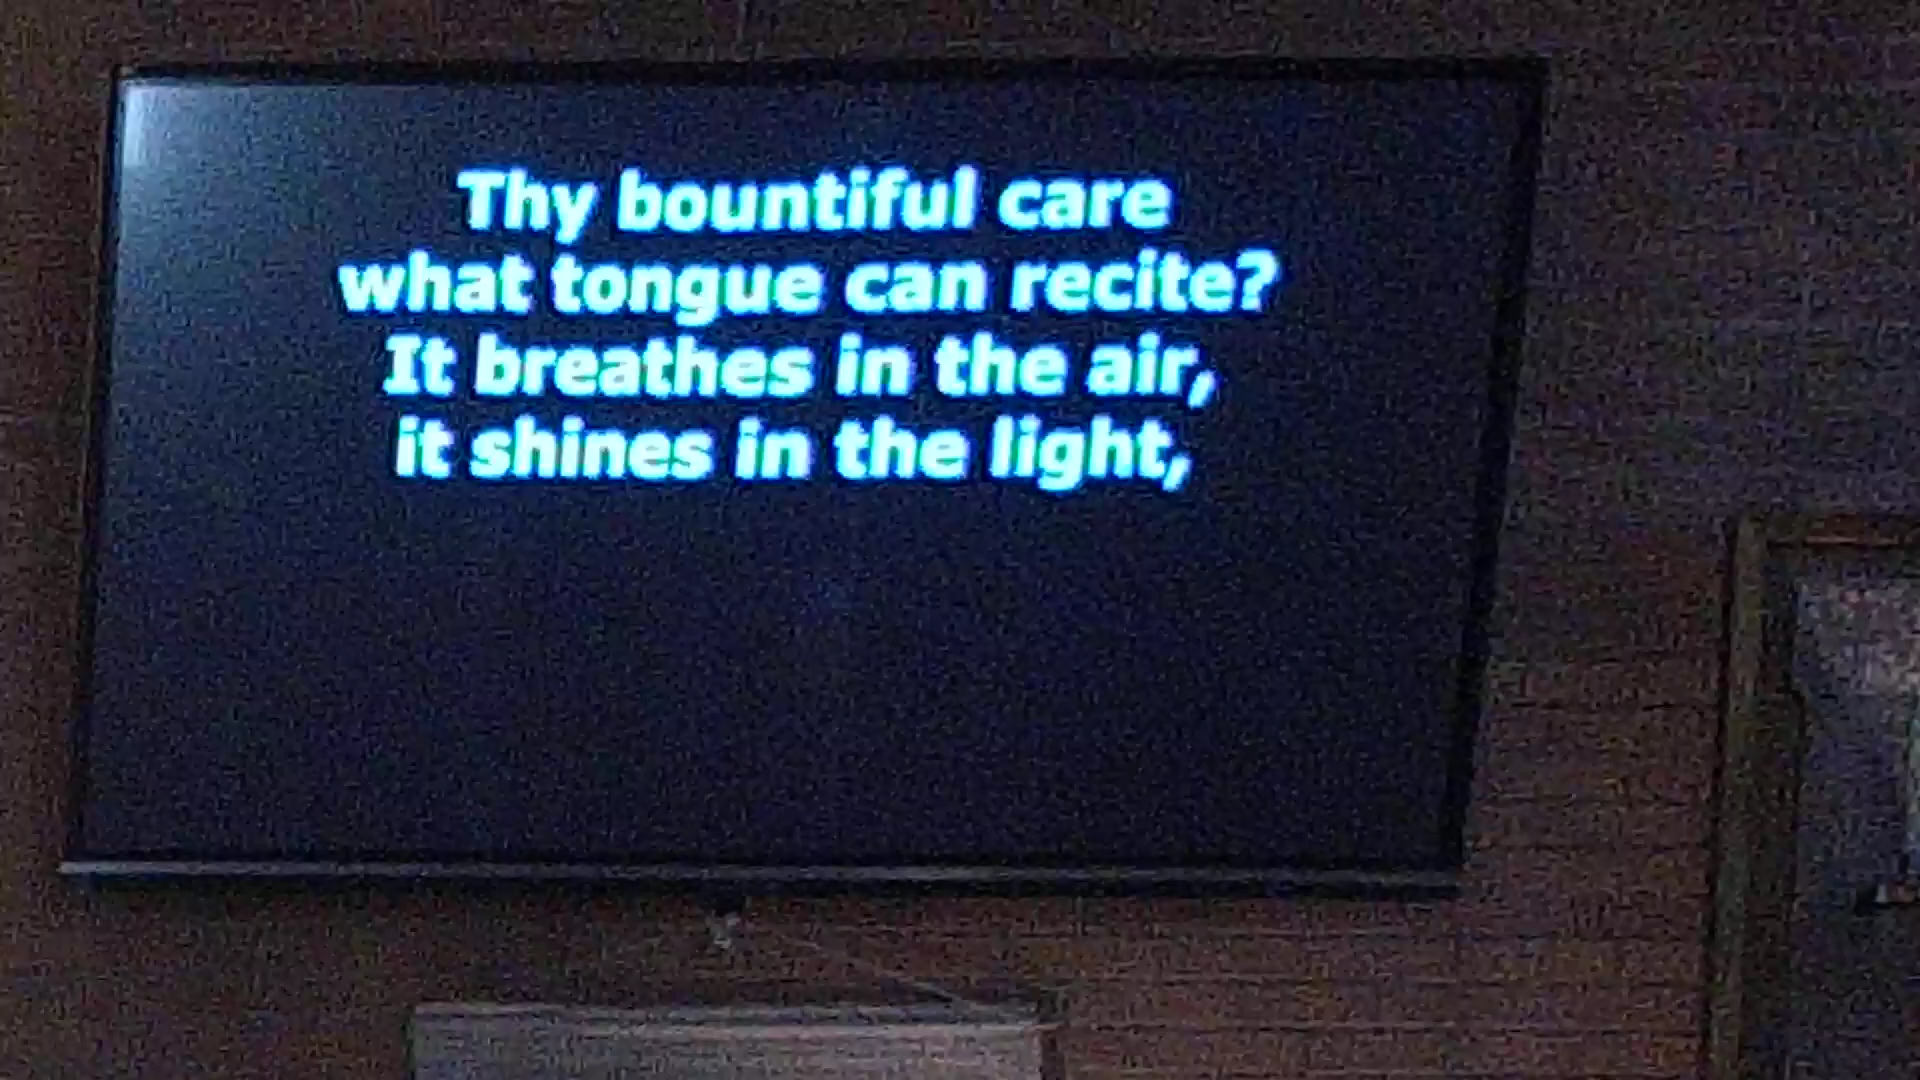 Thy bountiful care
what tongue can recite?
It breathes in the air,
it shines in the light,